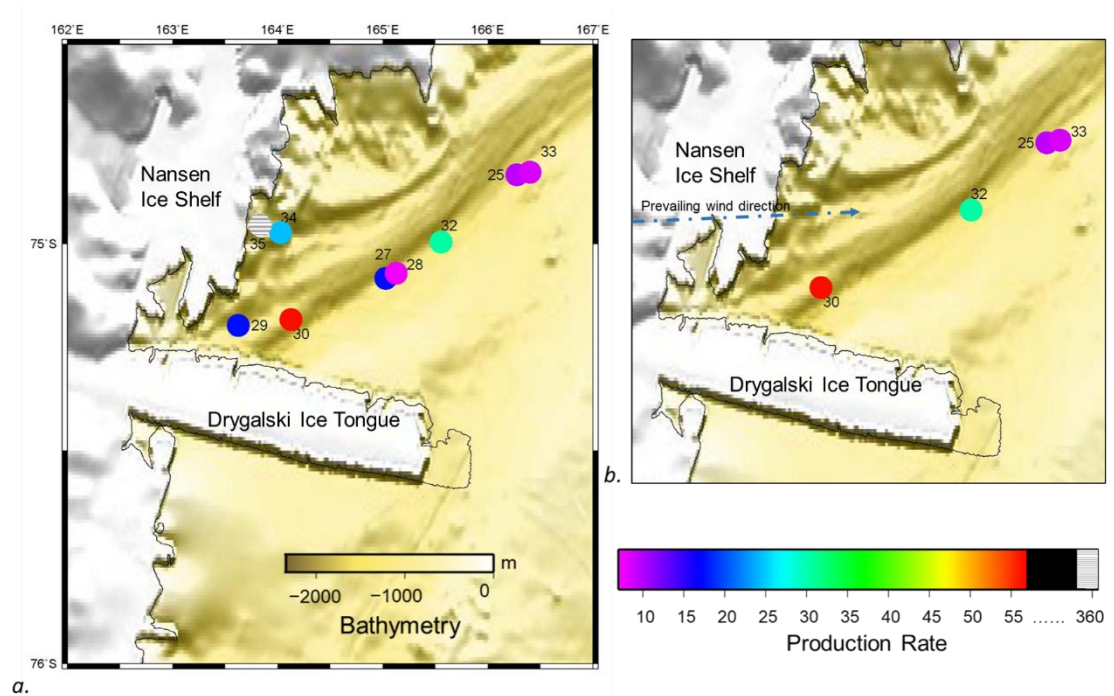 162°E 163°E 164°E 165°E 166°E 167°E
Nansen
Ice Shelf
33
25
34
35
32
27
28
29
30
75°S
Drygalski Ice Tongue
m
−2000 −1000 0
Bathymetry
76°S
a.
Nansen
Ice Shelf
25 33
Prevailing wind direction
32
30
Drygalski Ice Tongue
b.
10 15 20 25 30 35 40 45 50 55 ...... 360
Production Rate